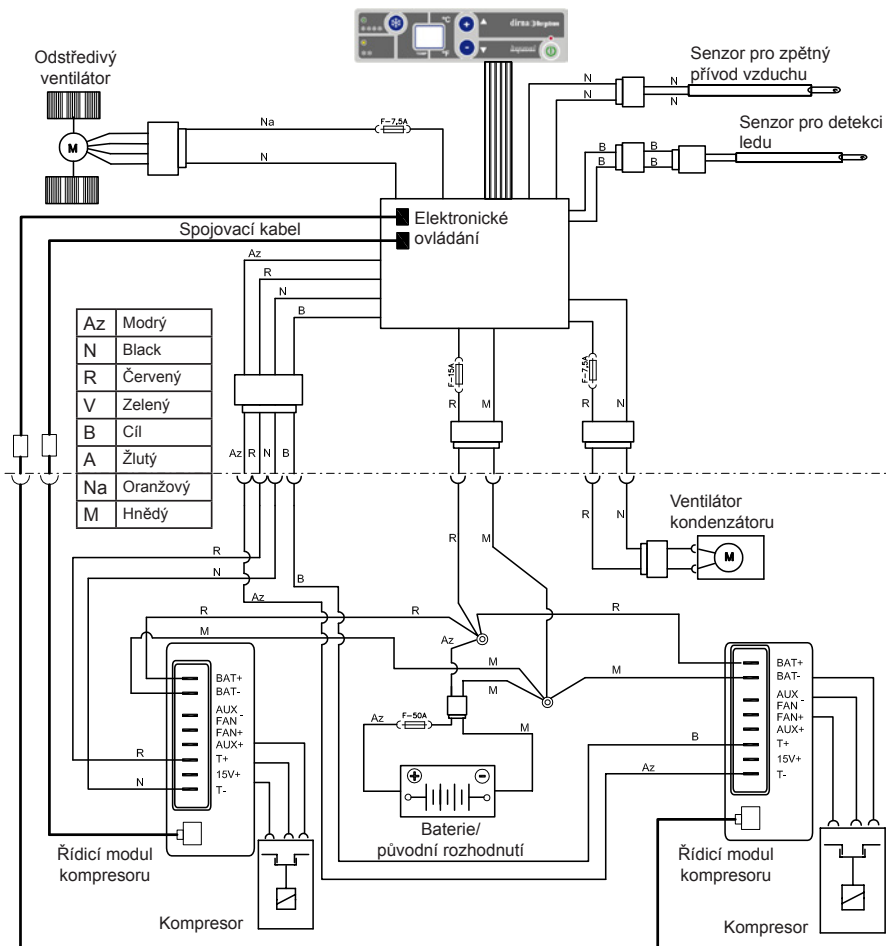 °C
°F
dirna
Bycool
Odstředivý
ventilátor
M
Na
F-7,5A
N
N
N
N
N
Senzor pro zpětný
přívod vzduchu
Senzor pro detekci
ledu
B
B
B
B
Elektronické
ovládání
Spojovací kabel
Az
R
N
B
Az Modrý
N Black
R Červený
V Zelený
B Cíl
A Žlutý
Na Oranžový
M Hnědý
F-15A
F-7,5A
R
M
R
N
Az
R
N
B
R
N
R
M
Ventilátor
kondenzátoru
M
R
N
B
Az
R
R
R
M
Az
M
M
M
BAT+
BAT-
AUX -
FAN
FAN+
AUX+
T+
15V+
T-
R
N
Az
F-50A
M
B
Az
BAT+
BAT-
AUX -
FAN
FAN+
AUX+
T+
15V+
T-
Baterie/
původní rozhodnutí
Řídicí modul
kompresoru
Řídicí modul
kompresoru
Kompresor
Kompresor